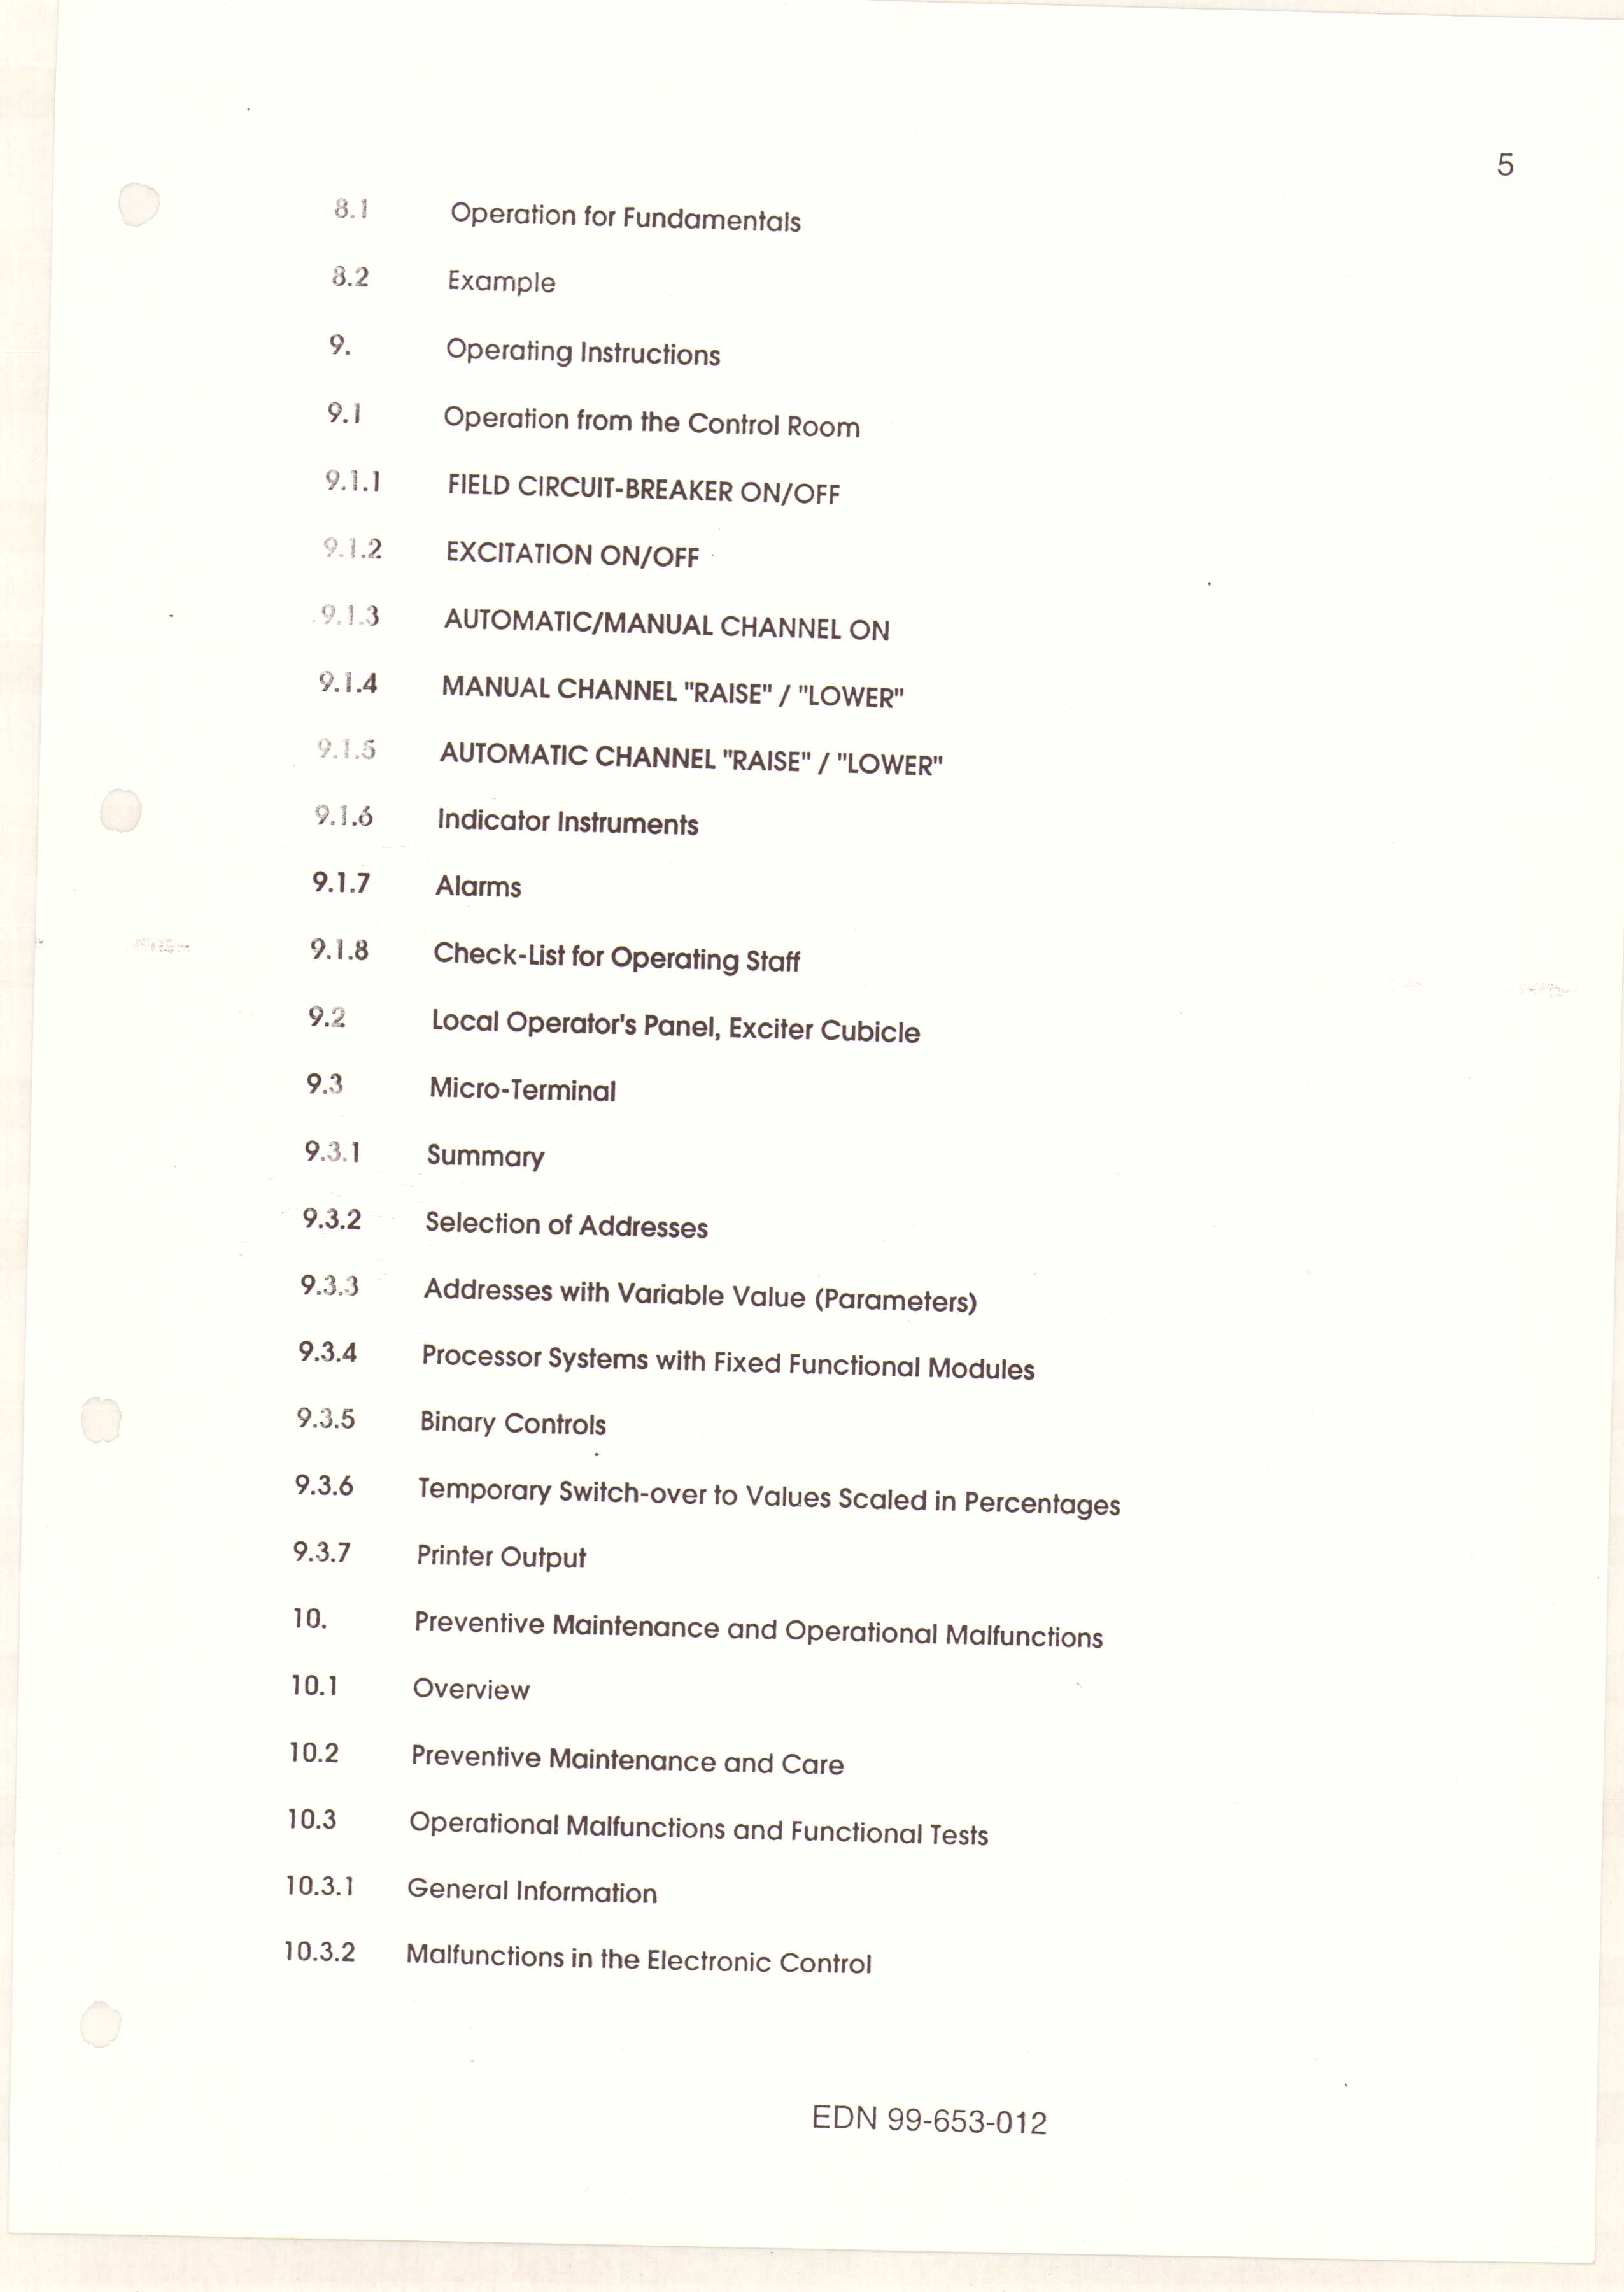 5
8.1 Operation for Fundamentals
8.2 Example
9. Operating Instructions
9.1 Operation from the Control Room
9.1.1 FIELD CIRCUIT-BREAKER ON/OFF
9.1.2 EXCITATION ON/OFF
9.1.3 AUTOMATIC/MANUAL CHANNEL ON
9.1.4 MANUAL CHANNEL "RAISE" / "LOWER"
9.1.5 AUTOMATIC CHANNEL "RAISE" / "LOWER"
9.1.6 Indicator Instruments
9.1.7 Alarms
9.1.8 Check-List for Operating Staff
9.2 Local Operator's Panel, Exciter Cubicle
9.3 Micro-Terminal
9.3.1 Summary
9.3.2 Selection of Addresses
9.3.3 Addresses with Variable Value (Parameters)
9.3.4 Processor Systems with Fixed Functional Modules
9.3.5 Binary Controls
9.3.6 Temporary Switch-over to Values Scaled in Percentages
9.3.7 Printer Output
10. Preventive Maintenance and Operational Malfunctions
10.1 Overview
10.2 Preventive Maintenance and Care
10.3 Operational Malfunctions and Functional Tests
10.3.1 General Information
10.3.2 Malfunctions in the Electronic Control
EDN 99-653-012